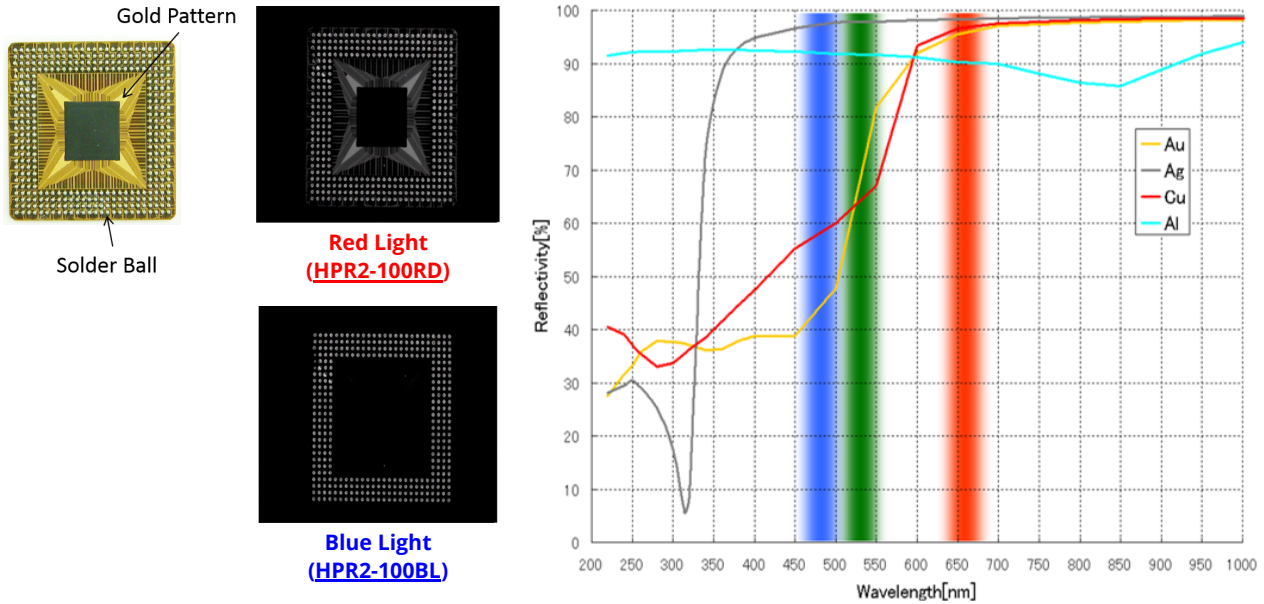 Gold Pattern
Solder Ball
Red Light
(HPR2-100RD)
Blue Light
(HPR2-100BL)
Reflectivity[%]
100
90
80
70
60
50
40
30
20
10
0
200 250 300 350 400 450 500 550 600 650 700 750 800 850 900 950 1000
Wavelength[nm]
Au
Ag
Cu
Al